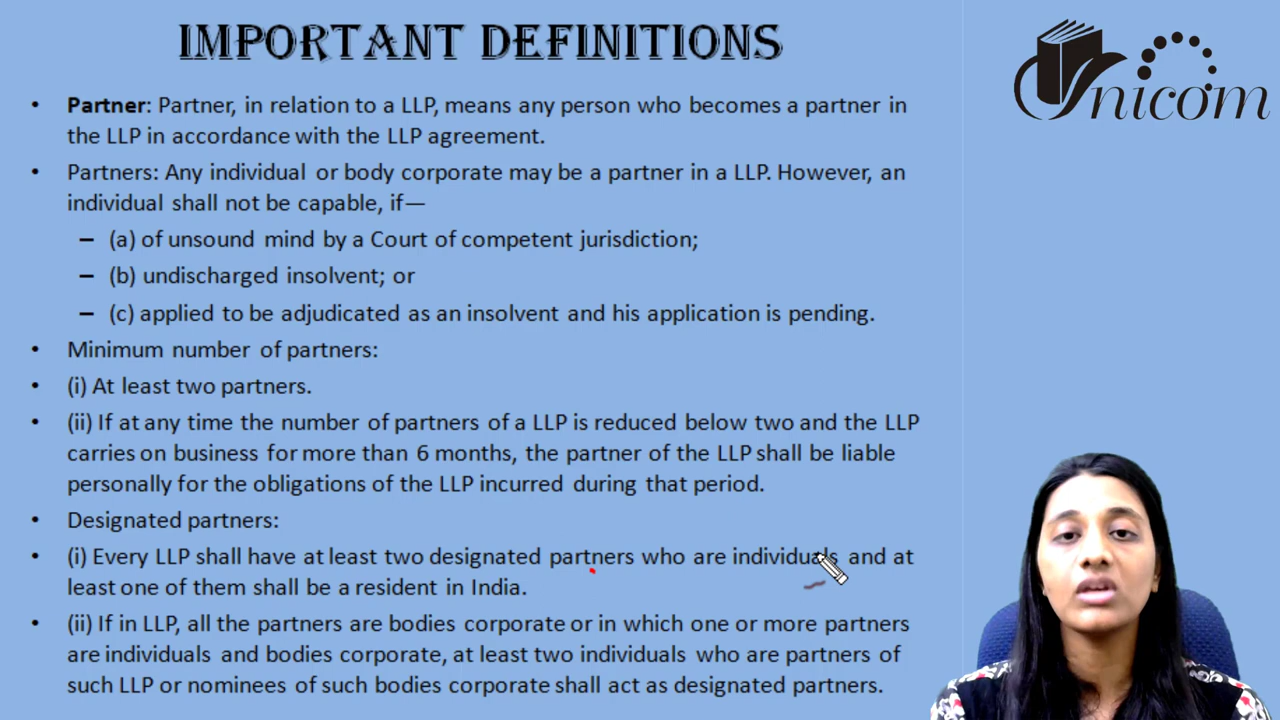 IMPORTANT DEFINITIONS
Unicom
• Partner: Partner, in relation to a LLP, means any person who becomes a partner in
the LLP in accordance with the LLP agreement.
• Partners: Any individual or body corporate may be a partner in a LLP. However, an
individual shall not be capable, if—
– (a) of unsound mind by a Court of competent jurisdiction;
– (b) undischarged insolvent; or
– (c) applied to be adjudicated as an insolvent and his application is pending.
• Minimum number of partners:
• (i) At least two partners.
• (ii) If at any time the number of partners of a LLP is reduced below two and the LLP
carries on business for more than 6 months, the partner of the LLP shall be liable
personally for the obligations of the LLP incurred during that period.
• Designated partners:
• (i) Every LLP shall have at least two designated partners who are individuals and at
least one of them shall be a resident in India.
• (ii) If in LLP, all the partners are bodies corporate or in which one or more partners
are individuals and bodies corporate, at least two individuals who are partners of
such LLP or nominees of such bodies corporate shall act as designated partners.